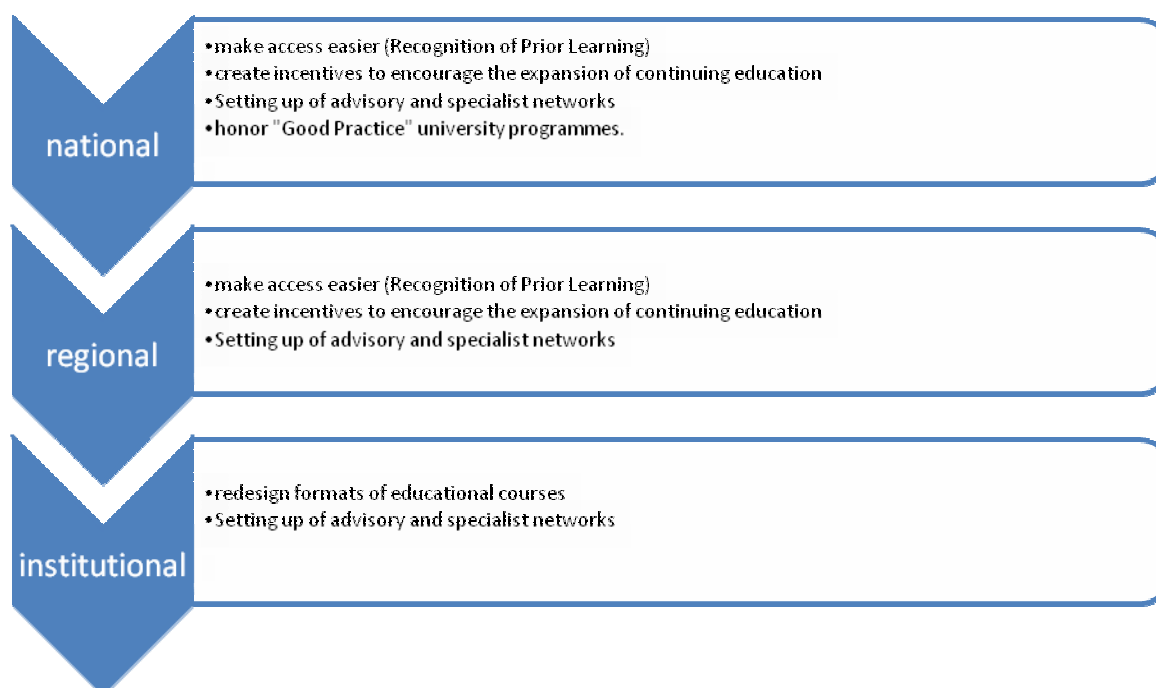 national
•make access easier (Recognition of Prior Learning)
•create incentives to encourage the expansion of continuing education
•Setting up of advisory and specialist networks
•honor "Good Practice" university programmes.
regional
•make access easier (Recognition of Prior Learning)
•create incentives to encourage the expansion of continuing education
•Setting up of advisory and specialist networks
institutional
•redesign formats of educational courses
•Setting up of advisory and specialist networks